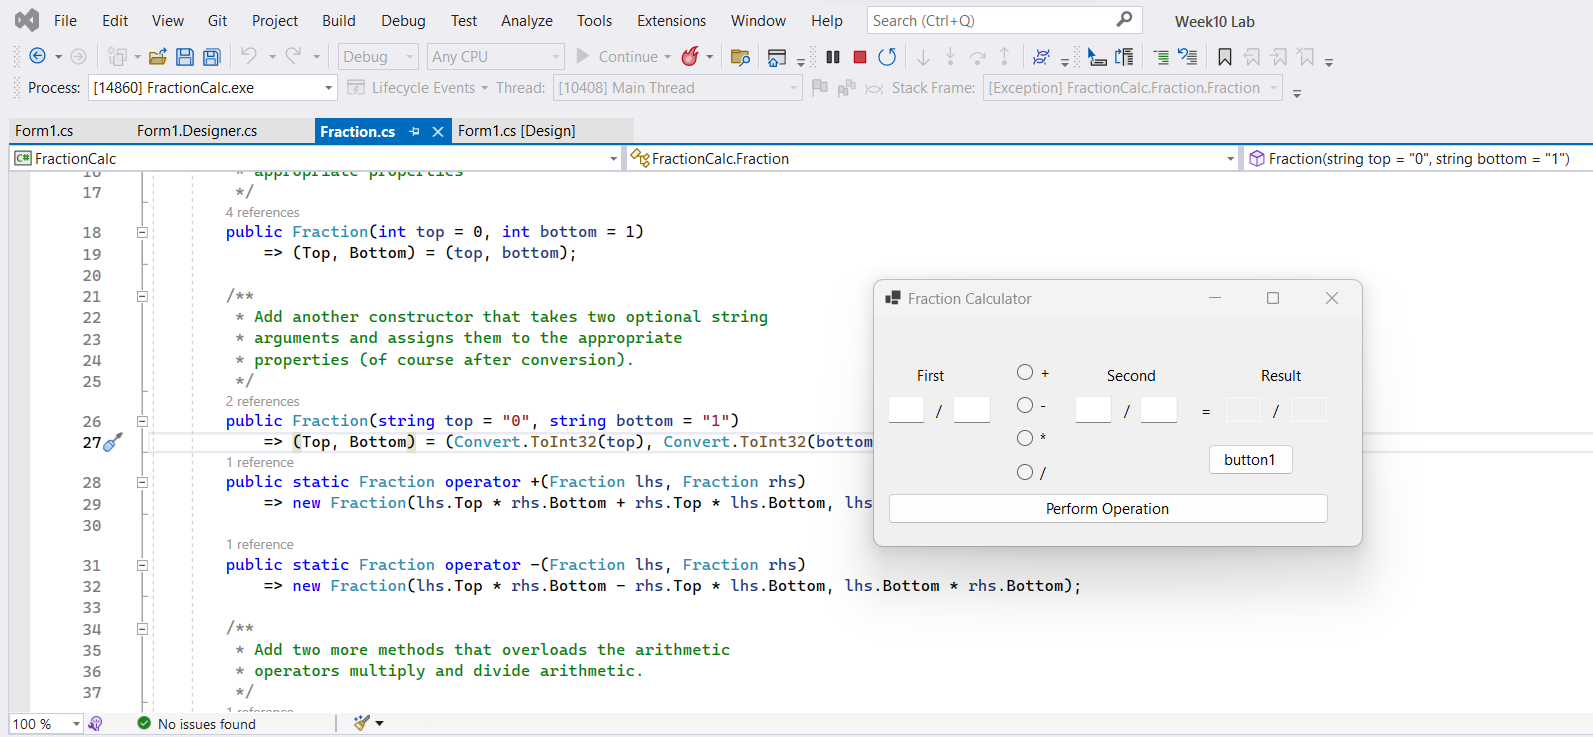 File Edit View Git Project Build Debug Test Analyze Tools Extensions Window Help Search (Ctrl+Q) Week10 Lab
Debug Any CPU Continue
Process: [14860] FractionCalc.exe Lifecycle Events Thread: [10408] Main Thread Stack Frame: [Exception] FractionCalc.Fraction.Fraction
Form1.cs Form1.Designer.cs Fraction.cs Form1.cs [Design]
C# FractionCalc FractionCalc.Fraction Fraction(string top = "0", string bottom = "1")
16 * appropriate properties
17 */
4 references
18 public Fraction(int top = 0, int bottom = 1)
19 => (Top, Bottom) = (top, bottom);
20
21 /**
22 * Add another constructor that takes two optional string
23 * arguments and assigns them to the appropriate
24 * properties (of course after conversion).
25 */
2 references
26 public Fraction(string top = "0", string bottom = "1")
27 => (Top, Bottom) = (Convert.ToInt32(top), Convert.ToInt32(bottom
1 reference
28 public static Fraction operator +(Fraction lhs, Fraction rhs)
29 => new Fraction(lhs.Top * rhs.Bottom + rhs.Top * lhs.Bottom, lhs
30
1 reference
31 public static Fraction operator -(Fraction lhs, Fraction rhs)
32 => new Fraction(lhs.Top * rhs.Bottom - rhs.Top * lhs.Bottom, lhs.Bottom * rhs.Bottom);
33
34 /**
35 * Add two more methods that overloads the arithmetic
36 * operators multiply and divide arithmetic.
37 */
1 reference
Fraction Calculator
First + Second Result
/ - / = /
*
button1
/
Perform Operation
100 % No issues found